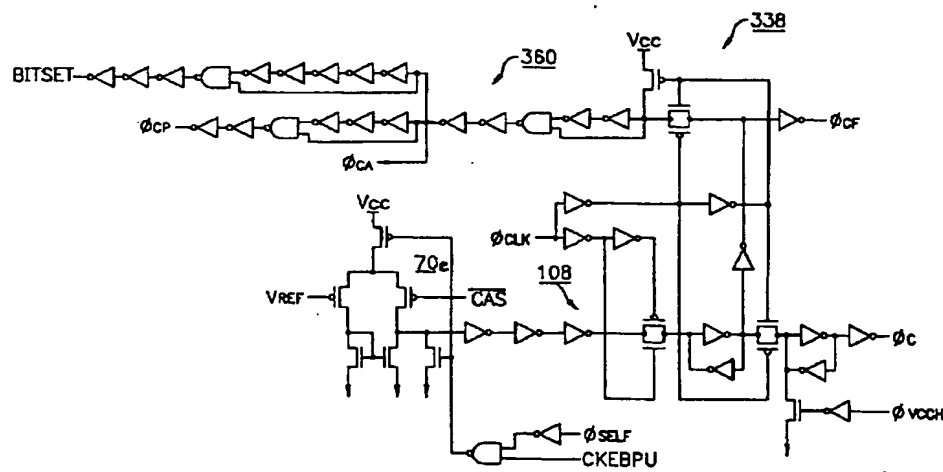 338
VCC
360
BITSET
øCP
øCF
øCA
VCC
øCLK
70e
108
VREF
CAS
øC
øVCCH
øSELF
CKEBPU